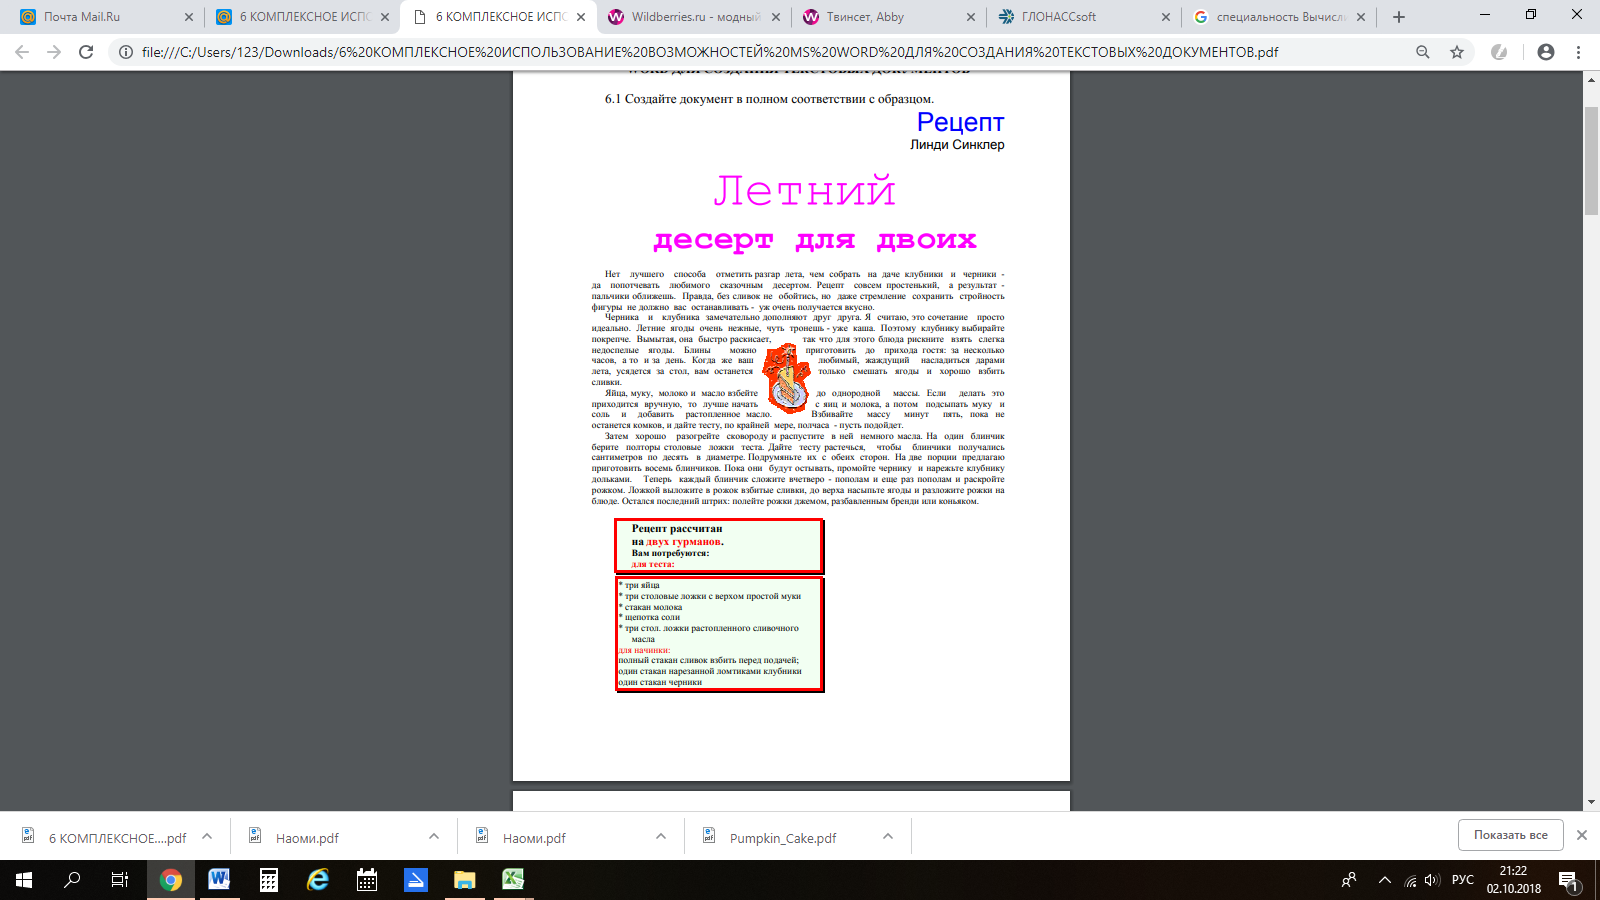 Почта Mail.Ru
6 КОМПЛЕКСНОЕ ИСПО
6 КОМПЛЕКСНОЕ ИСПО
Wildberries.ru - модный
Твинсет, Abby
ГЛОНАССsoft
специальность Вычисли
file:///C:/Users/123/Downloads/6%20КОМПЛЕКСНОЕ%20ИСПОЛЬЗОВАНИЕ%20ВОЗМОЖНОСТЕЙ%20MS%20WORD%20ДЛЯ%20СОЗДАНИЯ%20ТЕКСТОВЫХ%20ДОКУМЕНТОВ.pdf
WORD ДЛЯ СОЗДАНИЯ ТЕКСТОВЫХ ДОКУМЕНТОВ
6.1 Создайте документ в полном соответствии с образцом.
Рецепт
Линди Синклер
Летний
десерт для двоих
Нет лучшего способа отметить разгар лета, чем собрать на даче клубники и черники -
да попотчевать любимого сказочным десертом. Рецепт совсем простенький, а результат -
пальчики оближешь. Правда, без сливок не обойтись, но даже стремление сохранить стройность
фигуры не должно вас останавливать - уж очень получается вкусно.
Черника и клубника замечательно дополняют друг друга. Я считаю, это сочетание просто
идеально. Летние ягоды очень нежные, чуть тронешь - уже каша. Поэтому клубнику выбирайте
покрепче. Вымытая, она быстро раскисает, так что для этого блюда рискните взять слегка
недоспелые ягоды. Блины можно приготовить до прихода гостя: за несколько
часов, а то и за день. Когда же ваш любимый, жаждущий насладиться дарами
лета, усядется за стол, вам останется только смешать ягоды и хорошо взбить
сливки.
Яйца, муку, молоко и масло взбейте до однородной массы. Если делать это
приходится вручную, то лучше начать с яиц и молока, а потом подсыпать муку и
соль и добавить растопленное масло. Взбивайте массу минут пять, пока не
останется комков, и дайте тесту, по крайней мере, полчаса - пусть подойдет.
Затем хорошо разогрейте сковороду и распустите в ней немного масла. На один блинчик
берите полторы столовые ложки теста. Дайте тесту растечься, чтобы блинчики получались
сантиметров по десять в диаметре. Подрумяньте их с обеих сторон. На две порции предлагаю
приготовить восемь блинчиков. Пока они будут остывать, промойте чернику и нарежьте клубнику
дольками. Теперь каждый блинчик сложите вчетверо - пополам и еще раз пополам и раскройте
рожком. Ложкой выложите в рожок взбитые сливки, до верха насыпьте ягоды и разложите рожки на
блюде. Остался последний штрих: полейте рожки джемом, разбавленным бренди или коньяком.
Рецепт рассчитан
на двух гурманов.
Вам потребуются:
для теста:
* три яйца
* три столовые ложки с верхом простой муки
* стакан молока
* щепотка соли
* три стол. ложки растопленного сливочного
масла
для начинки:
полный стакан сливок взбить перед подачей;
один стакан нарезанной ломтиками клубники
один стакан черники
6 КОМПЛЕКСНОЕ....pdf
Наоми.pdf
Наоми.pdf
Pumpkin_Cake.pdf
Показать все
РУС
21:22
02.10.2018
1